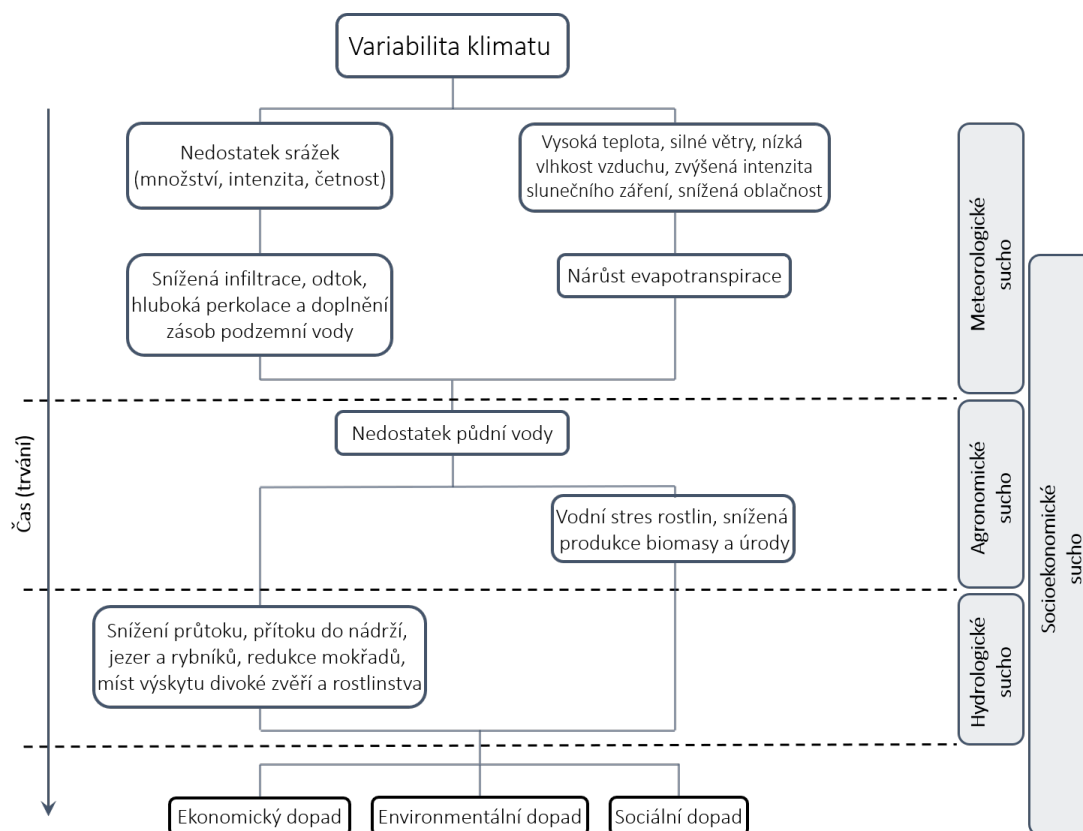 Variabilita klimatu
Nedostatek srážek
(množství, intenzita, četnost)
Vysoká teplota, silné větry, nízká
vlhkost vzduchu, zvýšená intenzita
slunečního záření, snížená oblačnost
Snížená infiltrace, odtok,
hluboká perkolace a doplnění
zásob podzemní vody
Nárůst evapotranspirace
Meteorologické
sucho
Nedostatek půdní vody
Čas (trvání)
Vodní stres rostlin, snížená
produkce biomasy a úrody
Agronomické
sucho
Socioekonomické
sucho
Snížení průtoku, přítoku do nádrží,
jezer a rybníků, redukce mokřadů,
míst výskytu divoké zvěří a rostlinstva
Hydrologické
sucho
Ekonomický dopad
Environmentální dopad
Sociální dopad